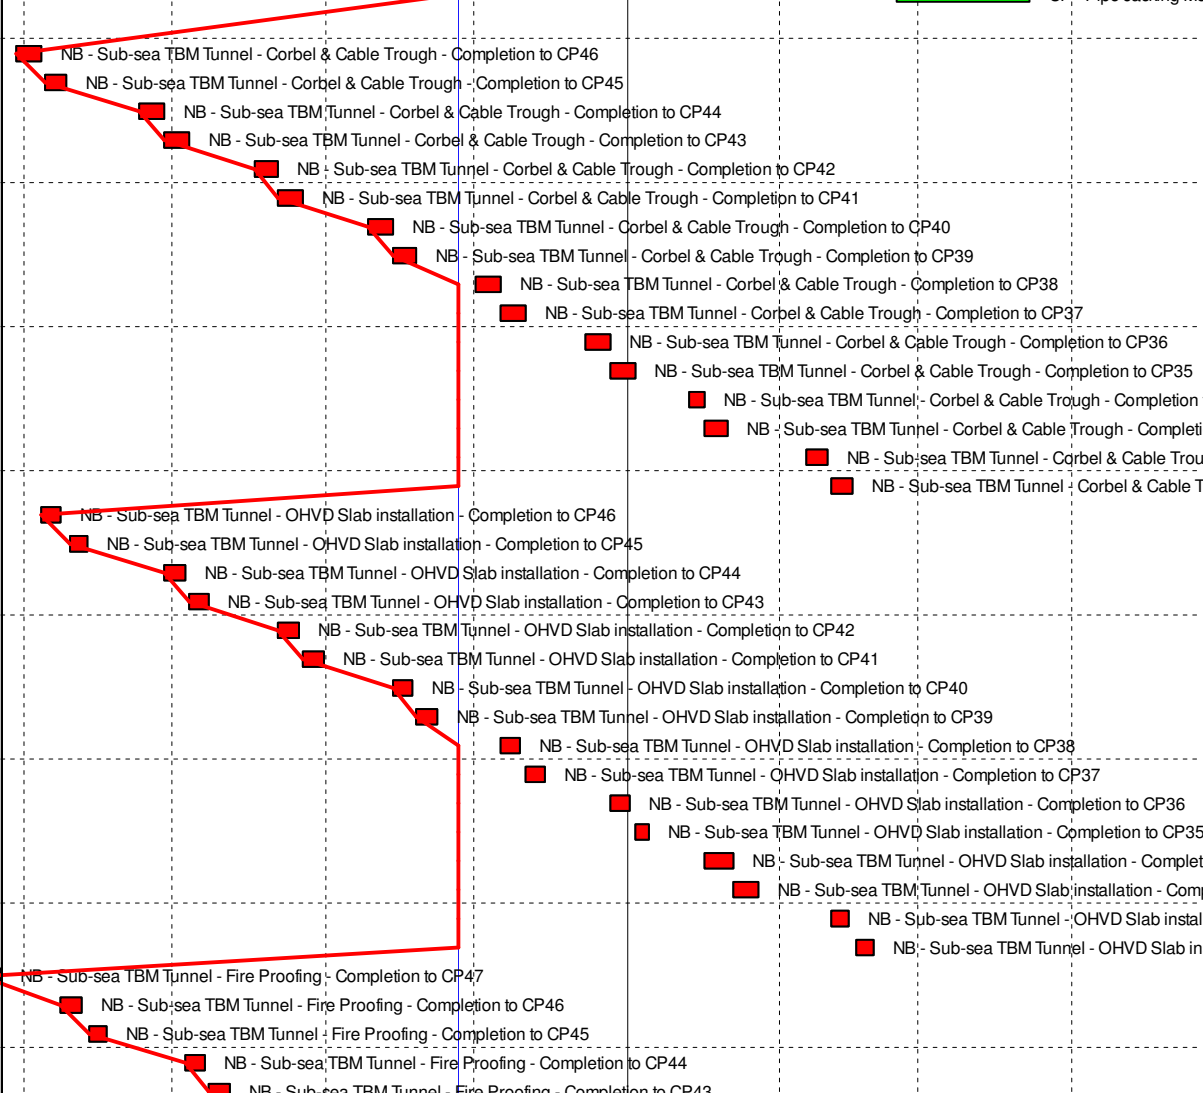 NB - Sub-sea TBM Tunnel - Corbel & Cable Trough - Completion to CP46
NB - Sub-sea TBM Tunnel - Corbel & Cable Trough - Completion to CP45
NB - Sub-sea TBM Tunnel - Corbel & Cable Trough - Completion to CP44
NB - Sub-sea TBM Tunnel - Corbel & Cable Trough - Completion to CP43
NB - Sub-sea TBM Tunnel - Corbel & Cable Trough - Completion to CP42
NB - Sub-sea TBM Tunnel - Corbel & Cable Trough - Completion to CP41
NB - Sub-sea TBM Tunnel - Corbel & Cable Trough - Completion to CP40
NB - Sub-sea TBM Tunnel - Corbel & Cable Trough - Completion to CP39
NB - Sub-sea TBM Tunnel - Corbel & Cable Trough - Completion to CP38
NB - Sub-sea TBM Tunnel - Corbel & Cable Trough - Completion to CP37
NB - Sub-sea TBM Tunnel - Corbel & Cable Trough - Completion to CP36
NB - Sub-sea TBM Tunnel - Corbel & Cable Trough - Completion to CP35
NB - Sub-sea TBM Tunnel - Corbel & Cable Trough - Completion
NB - Sub-sea TBM Tunnel - Corbel & Cable Trough - Completi
NB - Sub-sea TBM Tunnel - Corbel & Cable Trou
NB - Sub-sea TBM Tunnel - Corbel & Cable T
NB - Sub-sea TBM Tunnel - OHVD Slab installation - Completion to CP46
NB - Sub-sea TBM Tunnel - OHVD Slab installation - Completion to CP45
NB - Sub-sea TBM Tunnel - OHVD Slab installation - Completion to CP44
NB - Sub-sea TBM Tunnel - OHVD Slab installation - Completion to CP43
NB - Sub-sea TBM Tunnel - OHVD Slab installation - Completion to CP42
NB - Sub-sea TBM Tunnel - OHVD Slab installation - Completion to CP41
NB - Sub-sea TBM Tunnel - OHVD Slab installation - Completion to CP40
NB - Sub-sea TBM Tunnel - OHVD Slab installation - Completion to CP39
NB - Sub-sea TBM Tunnel - OHVD Slab installation - Completion to CP38
NB - Sub-sea TBM Tunnel - OHVD Slab installation - Completion to CP37
NB - Sub-sea TBM Tunnel - OHVD Slab installation - Completion to CP36
NB - Sub-sea TBM Tunnel - OHVD Slab installation - Completion to CP35
NB - Sub-sea TBM Tunnel - OHVD Slab installation - Complet
NB - Sub-sea TBM Tunnel - OHVD Slab installation - Com
NB - Sub-sea TBM Tunnel - OHVD Slab instal
NB - Sub-sea TBM Tunnel - OHVD Slab in
NB - Sub-sea TBM Tunnel - Fire Proofing - Completion to CP47
NB - Sub-sea TBM Tunnel - Fire Proofing - Completion to CP46
NB - Sub-sea TBM Tunnel - Fire Proofing - Completion to CP45
NB - Sub-sea TBM Tunnel - Fire Proofing - Completion to CP44
NB - Sub-sea TBM Tunnel - Fire Proofing - Completion to CP43